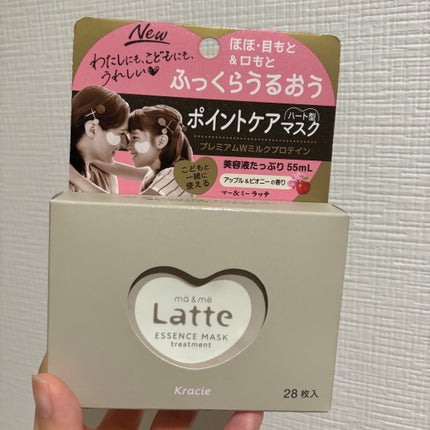 New
わたしにも、こどもにも、
うれしい♥
ほほ・目もと
&口もと
ふっくらうるおう
ポイントケア ハート型 マスク
プレミアムWミルクプロテイン
こどもと
一緒に
使える
美容液たっぷり 55mL
アップル&ピオニーの香り
マー&ミー ラッテ
ma & me
Latte
ESSENCE MASK
treatment
Kracie
28枚入